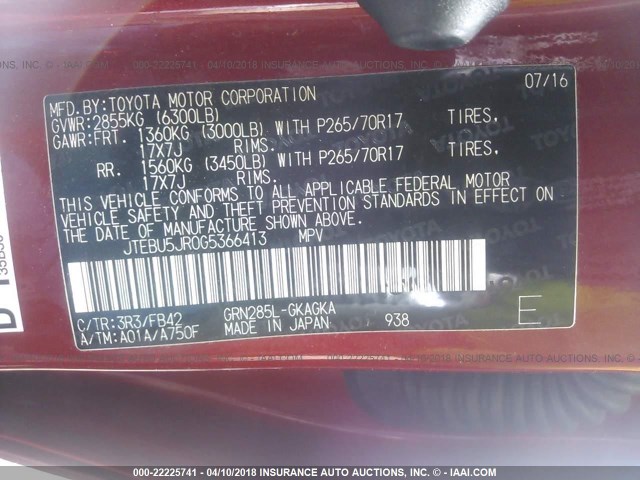 07/16
MFD.BY:TOYOTA MOTOR CORPORATION
GVWR:2855KG (6300LB)
GAWR:FRT. 1360KG (3000LB) WITH P265/70R17 TIRES,
17X7J RIMS.
RR. 1560KG (3450LB) WITH P265/70R17 TIRES,
17X7J RIMS.
THIS VEHICLE CONFORMS TO ALL APPLICABLE FEDERAL MOTOR
VEHICLE SAFETY AND THEFT PREVENTION STANDARDS IN EFFECT ON
THE DATE OF MANUFACTURE SHOWN ABOVE.
JTEBU5JR0G5366413 MPV
C/TR:3R3/FB42 GRN285L-GKAGKA
A/TM:A01A/A750F MADE IN JAPAN 938
E
000-22225741 - 04/10/2018 INSURANCE AUTO AUCTIONS, INC. - © IAAI.COM